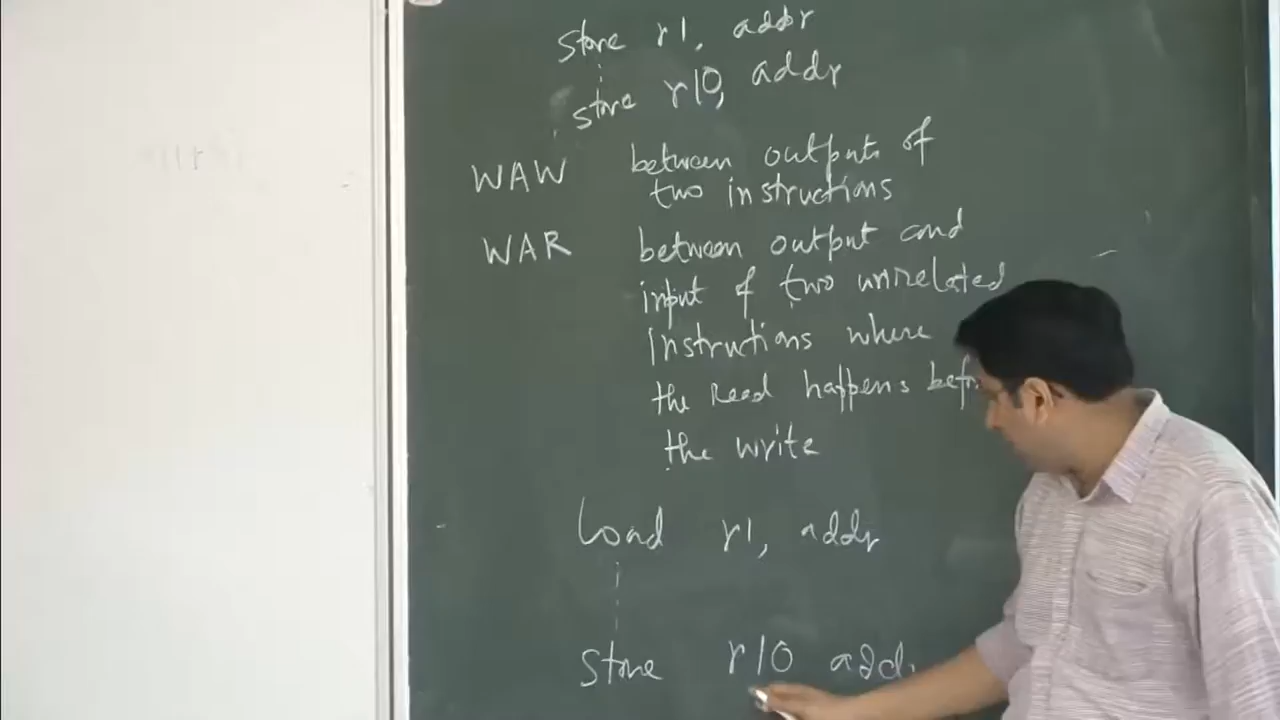 store r1, addr
store r10, addr
WAW between outputs of
two instructions
WAR between output and
input of two unrelated
instructions where
the read happens
the write
Load r1, addr
store r10